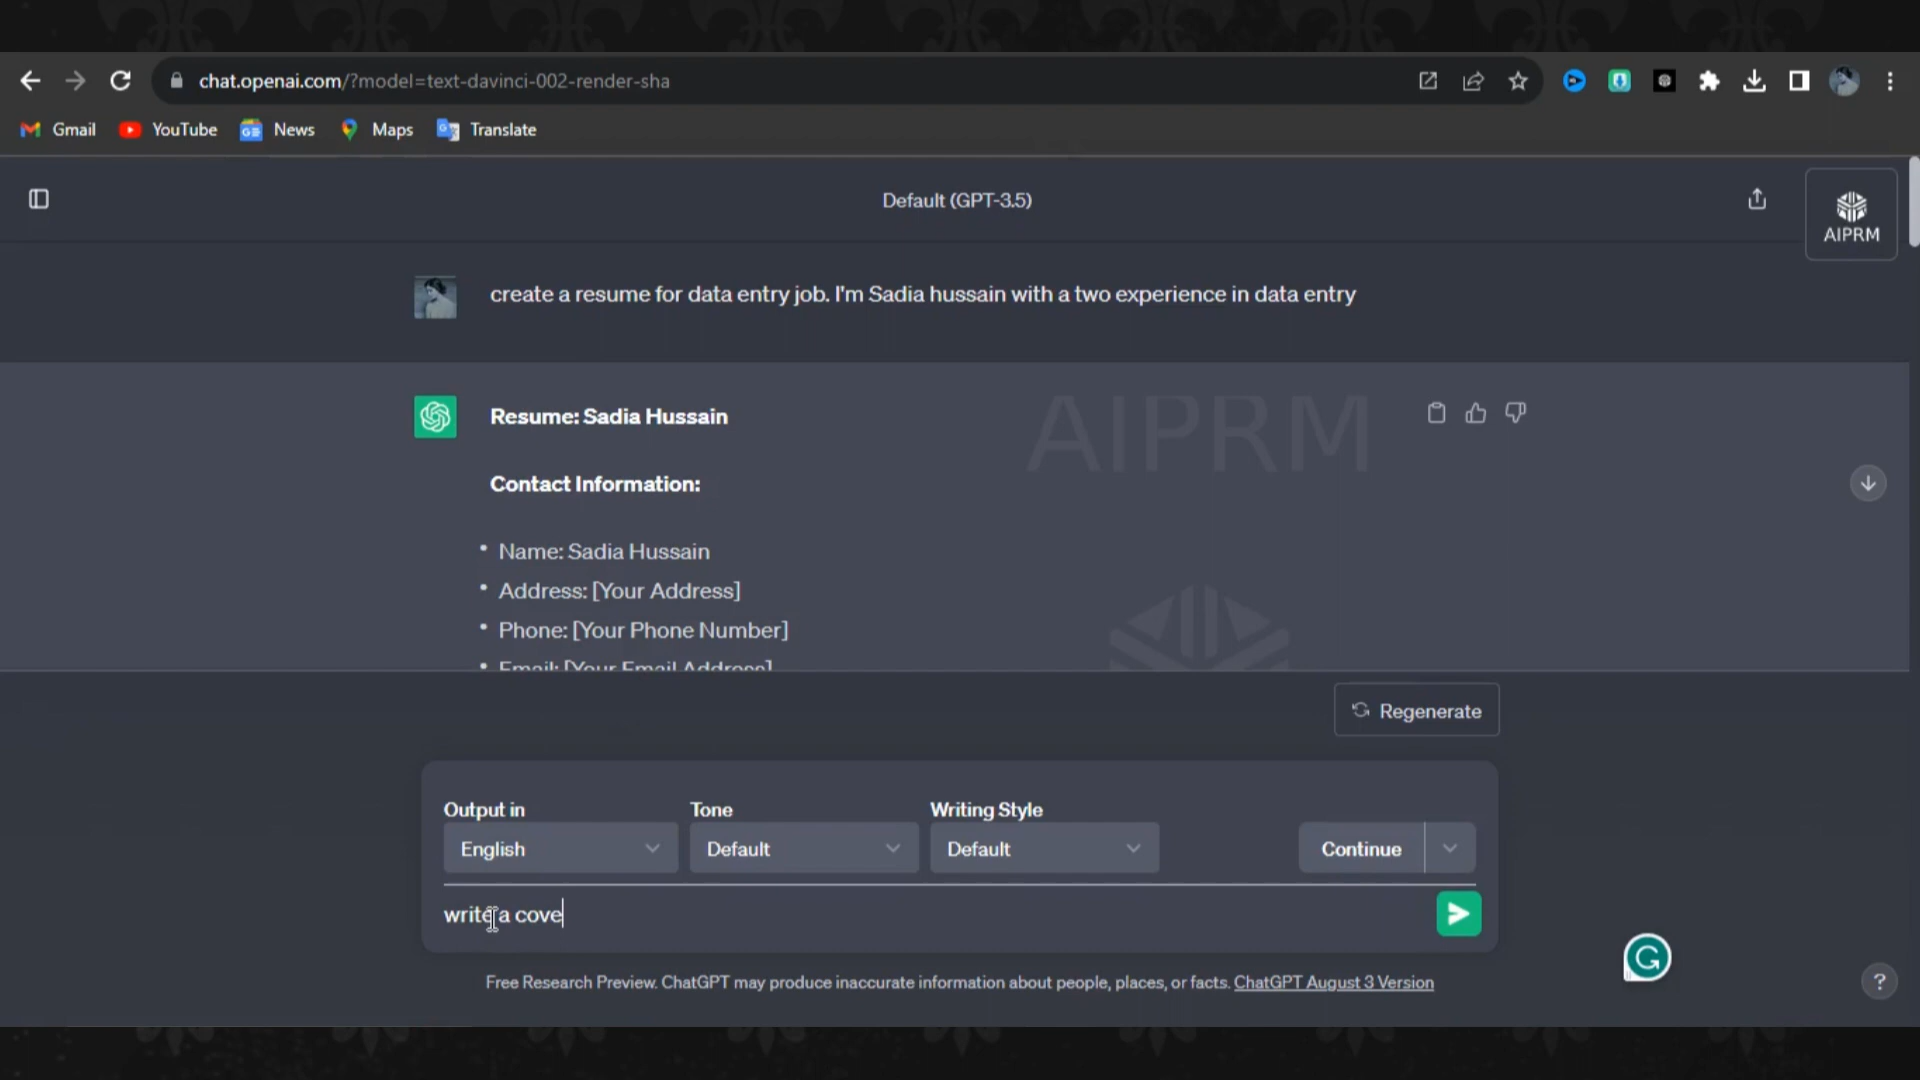 chat.openai.com/?model=text-davinci-002-render-sha
Gmail YouTube News Maps Translate
Default (GPT-3.5)
AIPRM
create a resume for data entry job. I'm Sadia hussain with a two experience in data entry
AIPRM
Resume: Sadia Hussain
Contact Information:
• Name: Sadia Hussain
• Address: [Your Address]
• Phone: [Your Phone Number]
• Email: [Your Email Address]
Regenerate
Output in Tone Writing Style
English Default Default Continue
write a cove
Free Research Preview. ChatGPT may produce inaccurate information about people, places, or facts. ChatGPT August 3 Version
?